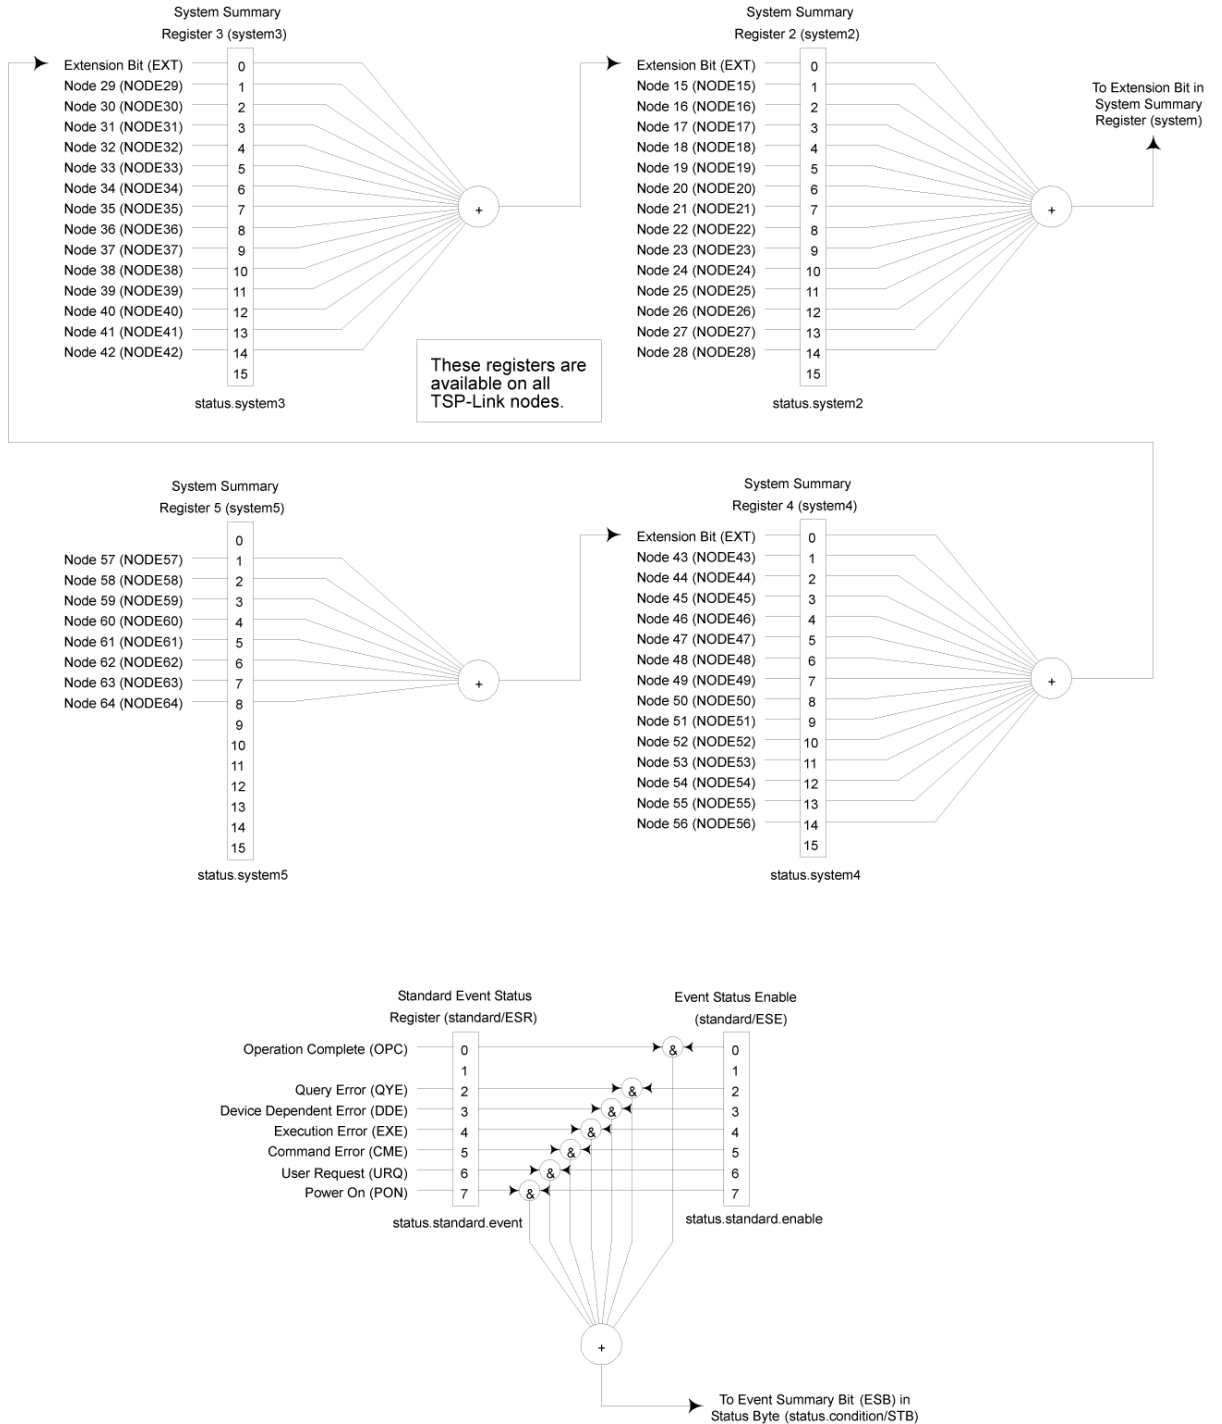 System Summary
Register 3 (system3)
Extension Bit (EXT) 0
Node 29 (NODE29) 1
Node 30 (NODE30) 2
Node 31 (NODE31) 3
Node 32 (NODE32) 4
Node 33 (NODE33) 5
Node 34 (NODE34) 6
Node 35 (NODE35) 7
Node 36 (NODE36) 8
Node 37 (NODE37) 9
Node 38 (NODE38) 10
Node 39 (NODE39) 11
Node 40 (NODE40) 12
Node 41 (NODE41) 13
Node 42 (NODE42) 14
15
+
status.system3
System Summary
Register 2 (system2)
Extension Bit (EXT) 0
Node 15 (NODE15) 1
Node 16 (NODE16) 2
Node 17 (NODE17) 3
Node 18 (NODE18) 4
Node 19 (NODE19) 5
Node 20 (NODE20) 6
Node 21 (NODE21) 7
Node 22 (NODE22) 8
Node 23 (NODE23) 9
Node 24 (NODE24) 10
Node 25 (NODE25) 11
Node 26 (NODE26) 12
Node 27 (NODE27) 13
Node 28 (NODE28) 14
15
+
status.system2
To Extension Bit in
System Summary
Register (system)
These registers are
available on all
TSP-Link nodes.
System Summary
Register 5 (system5)
0
Node 57 (NODE57) 1
Node 58 (NODE58) 2
Node 59 (NODE59) 3
Node 60 (NODE60) 4
Node 61 (NODE61) 5
Node 62 (NODE62) 6
Node 63 (NODE63) 7
Node 64 (NODE64) 8
9
10
11
12
13
14
15
+
status.system5
System Summary
Register 4 (system4)
Extension Bit (EXT) 0
Node 43 (NODE43) 1
Node 44 (NODE44) 2
Node 45 (NODE45) 3
Node 46 (NODE46) 4
Node 47 (NODE47) 5
Node 48 (NODE48) 6
Node 49 (NODE49) 7
Node 50 (NODE50) 8
Node 51 (NODE51) 9
Node 52 (NODE52) 10
Node 53 (NODE53) 11
Node 54 (NODE54) 12
Node 55 (NODE55) 13
Node 56 (NODE56) 14
15
+
status.system4
Standard Event Status
Register (standard/ESR)
Event Status Enable
(standard/ESE)
Operation Complete (OPC) 0 & 0
1 1
Query Error (QYE) 2 & 2
Device Dependent Error (DDE) 3 & 3
Execution Error (EXE) 4 & 4
Command Error (CME) 5 & 5
User Request (URQ) 6 & 6
Power On (PON) 7 & 7
status.standard.event
status.standard.enable
+
To Event Summary Bit (ESB) in
Status Byte (status.condition/STB)